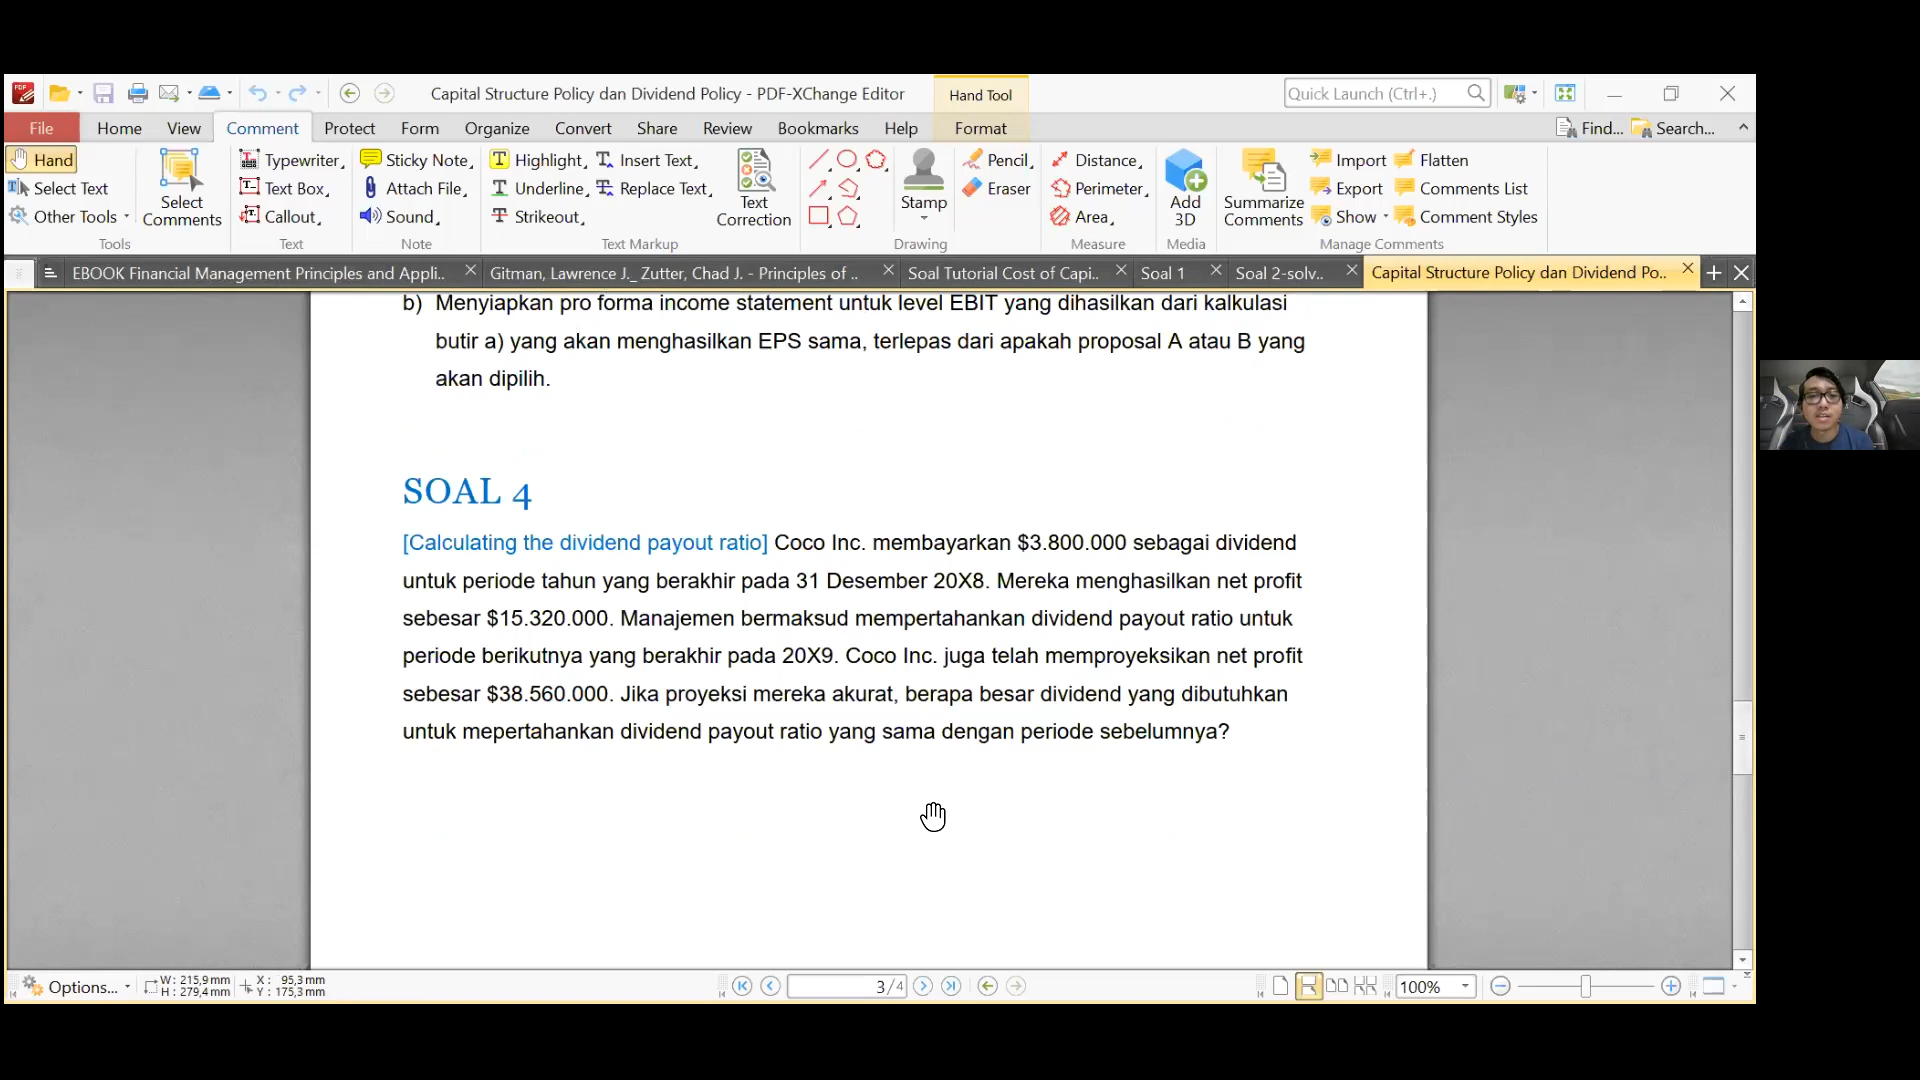 Capital Structure Policy dan Dividend Policy - PDF-XChange Editor
Hand Tool
Quick Launch (Ctrl+.)
File Home View Comment Protect Form Organize Convert Share Review Bookmarks Help Format Find... Search...
Hand
Select Text
Other Tools
Tools
Select Comments
Typewriter
Text Box
Callout
Text
Sticky Note
Attach File
Sound
Note
Highlight
Underline
Strikeout
Insert Text
Replace Text
Text Correction
Text Markup
Stamp
Pencil
Eraser
Drawing
Distance
Perimeter
Area
Measure
Add 3D
Media
Summarize Comments
Import
Export
Show
Flatten
Comments List
Comment Styles
Manage Comments
EBOOK Financial Management Principles and Appli..
Gitman, Lawrence J._ Zutter, Chad J. - Principles of ..
Soal Tutorial Cost of Capi..
Soal 1
Soal 2-solv..
Capital Structure Policy dan Dividend Po..
b) Menyiapkan pro forma income statement untuk level EBIT yang dihasilkan dari kalkulasi
butir a) yang akan menghasilkan EPS sama, terlepas dari apakah proposal A atau B yang
akan dipilih.
SOAL 4
[Calculating the dividend payout ratio] Coco Inc. membayarkan $3.800.000 sebagai dividend
untuk periode tahun yang berakhir pada 31 Desember 20X8. Mereka menghasilkan net profit
sebesar $15.320.000. Manajemen bermaksud mempertahankan dividend payout ratio untuk
periode berikutnya yang berakhir pada 20X9. Coco Inc. juga telah memproyeksikan net profit
sebesar $38.560.000. Jika proyeksi mereka akurat, berapa besar dividend yang dibutuhkan
untuk mepertahankan dividend payout ratio yang sama dengan periode sebelumnya?
Options...
W: 215,9 mm
H: 279,4 mm
X: 95,3 mm
Y: 175,3 mm
3 / 4
100%